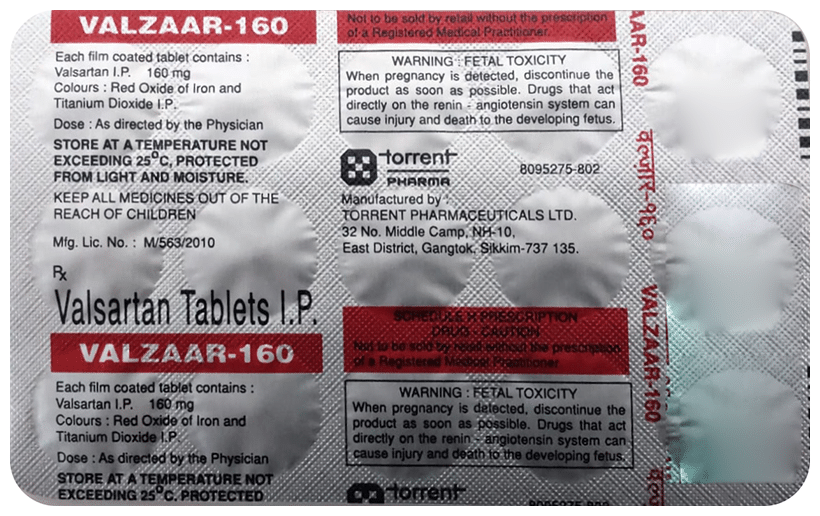 VALZAAR-160
Each film coated tablet contains :
Valsartan I.P. 160 mg
Colours : Red Oxide of Iron and
Titanium Dioxide I.P.
Dose : As directed by the Physician
STORE AT A TEMPERATURE NOT
EXCEEDING 25°C, PROTECTED
FROM LIGHT AND MOISTURE.
KEEP ALL MEDICINES OUT OF THE
REACH OF CHILDREN
Mfg. Lic. No. : M/563/2010
Rx
Valsartan Tablets I.P.
VALZAAR-160
Each film coated tablet contains :
Valsartan I.P. 160 mg
Colours : Red Oxide of Iron and
Titanium Dioxide I.P.
Dose : As directed by the Physician
STORE AT A TEMPERATURE NOT
EXCEEDING 25°C, PROTECTED
Not to be sold by retail without the prescription
of a Registered Medical Practitioner.
WARNING : FETAL TOXICITY
When pregnancy is detected, discontinue the
product as soon as possible. Drugs that act
directly on the renin - angiotensin system can
cause injury and death to the developing fetus.
torrent
PHARMA
8095275-802
Manufactured by :
TORRENT PHARMACEUTICALS LTD.
32 No. Middle Camp, NH-10,
East District, Gangtok, Sikkim-737 135.
SCHEDULE H PRESCRIPTION
DRUG - CAUTION
Not to be sold by retail without the prescription
of a Registered Medical Practitioner
WARNING : FETAL TOXICITY
When pregnancy is detected, discontinue the
product as soon as possible. Drugs that act
directly on the renin - angiotensin system can
cause injury and death to the developing fetus.
torrent
AAR-160
वल्ज़ार-१६०
VALZAAR-160